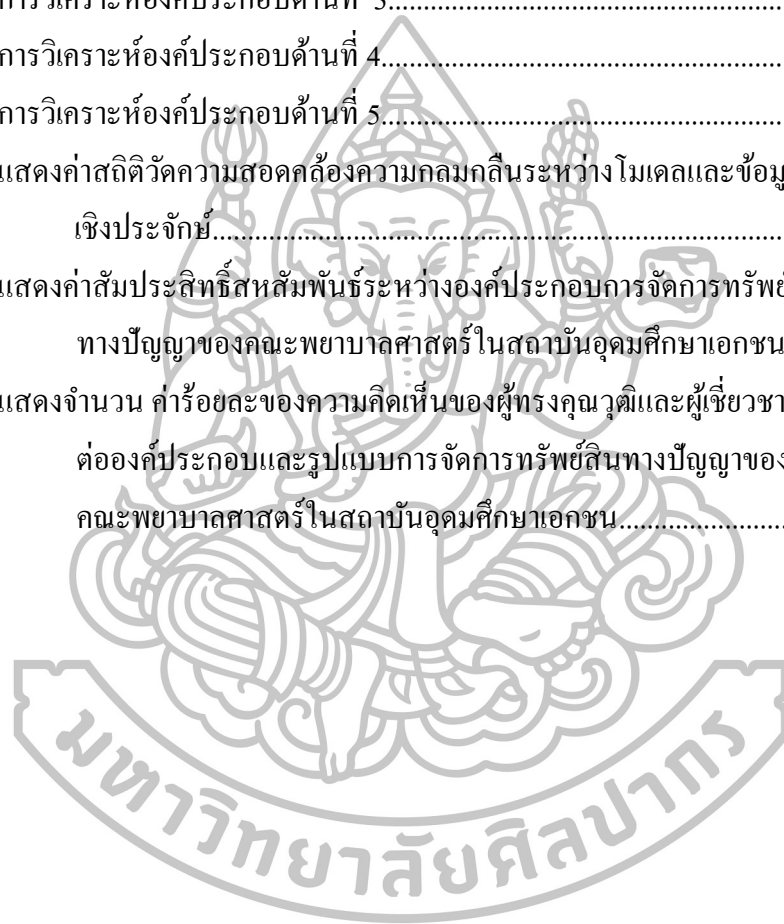 การวิเคราะห์องค์ประกอบด้านที่ 3
การวิเคราะห์องค์ประกอบด้านที่ 4
การวิเคราะห์องค์ประกอบด้านที่ 5
แสดงค่าสถิติวัดความสอดคล้องความกลมกลืนระหว่างโมเดลและข้อมู
เชิงประจักษ์
แสดงค่าสัมประสิทธิ์สหสัมพันธ์ระหว่างองค์ประกอบการจัดการทรัพย์
ทางปัญญาของคณะพยาบาลศาสตร์ในสถาบันอุดมศึกษาเอกชน
แสดงจำนวน ค่าร้อยละของความคิดเห็นของผู้ทรงคุณวุฒิและผู้เชี่ยวชา
ต่อองค์ประกอบและรูปแบบการจัดการทรัพย์สินทางปัญญาของ
คณะพยาบาลศาสตร์ในสถาบันอุดมศึกษาเอกชน
มหาวิทยาลัยศิลปากร